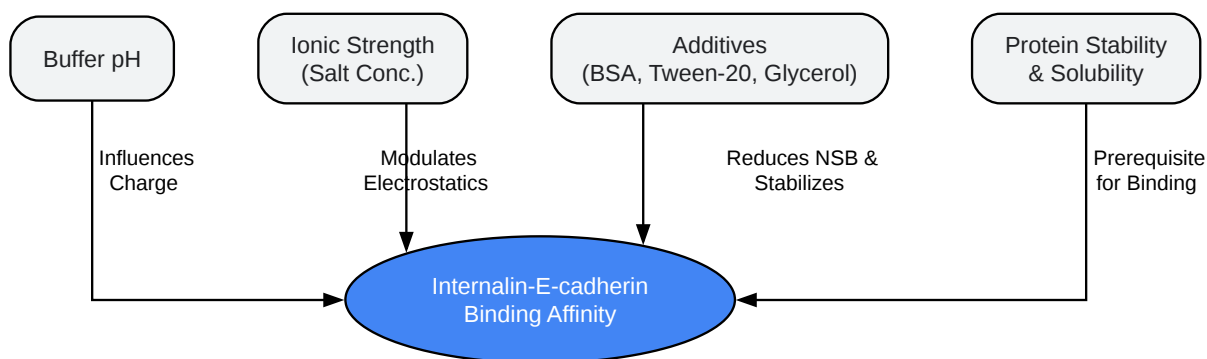 Buffer pH
Ionic Strength
(Salt Conc.)
Additives
(BSA, Tween-20, Glycerol)
Protein Stability
& Solubility
Influences
Charge
Modulates
Electrostatics
Reduces NSB &
Stabilizes
Prerequisite
for Binding
Internalin-E-cadherin
Binding Affinity